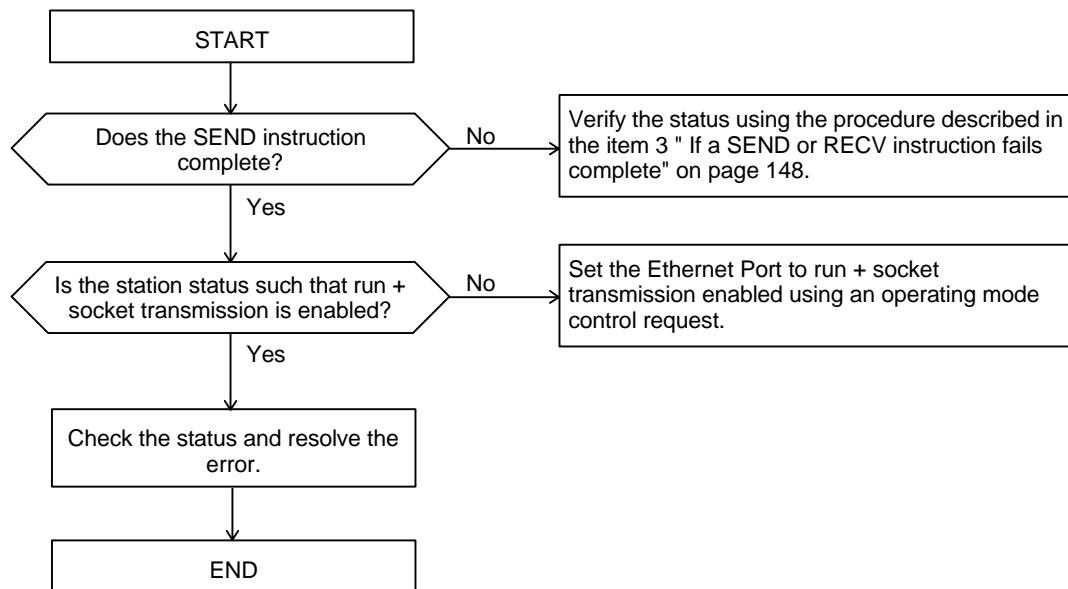 START
Does the SEND instruction
complete?
No
Verify the status using the procedure described in
the item 3 " If a SEND or RECV instruction fails
complete" on page 148.
Yes
Is the station status such that run +
socket transmission is enabled?
No
Set the Ethernet Port to run + socket
transmission enabled using an operating mode
control request.
Yes
Check the status and resolve the
error.
END